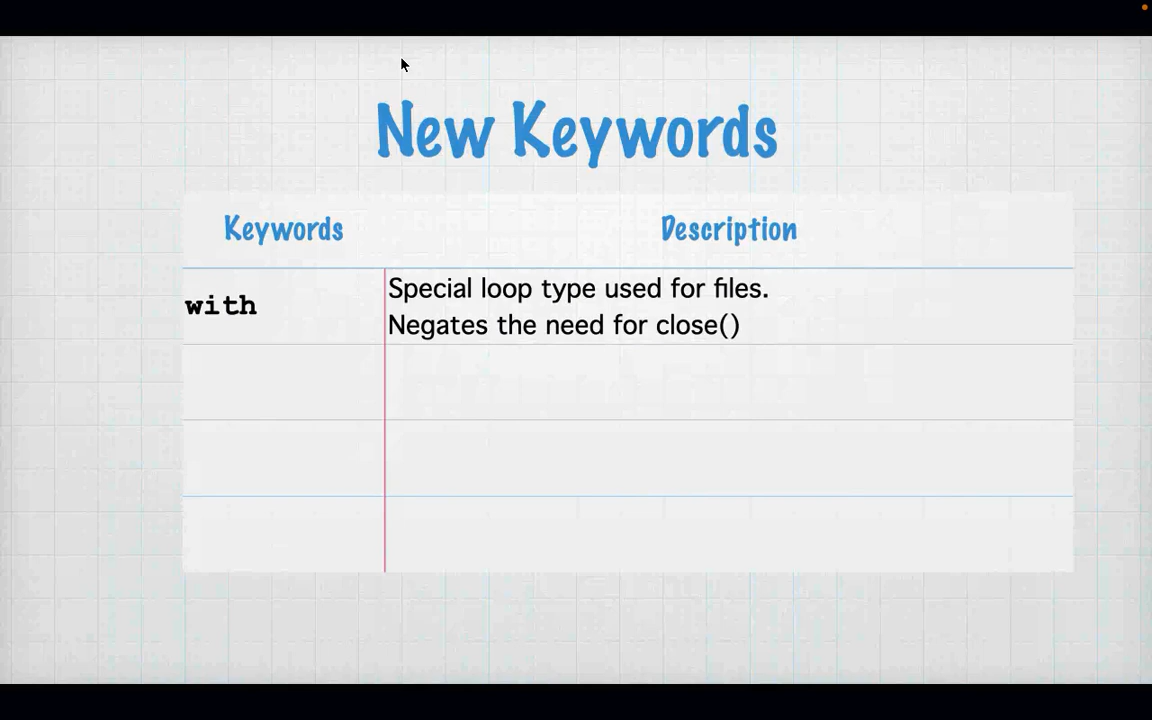 New Keywords
Keywords
Description
with
Special loop type used for files.
Negates the need for close()